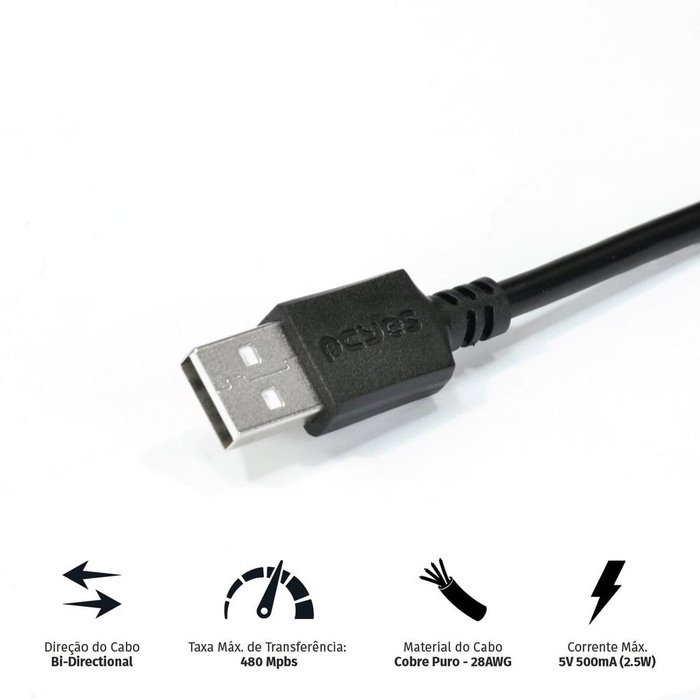 pcyes
Direção do Cabo
Bi-Directional
Taxa Máx. de Transferência:
480 Mpbs
Material do Cabo
Cobre Puro - 28AWG
Corrente Máx.
5V 500mA (2.5W)